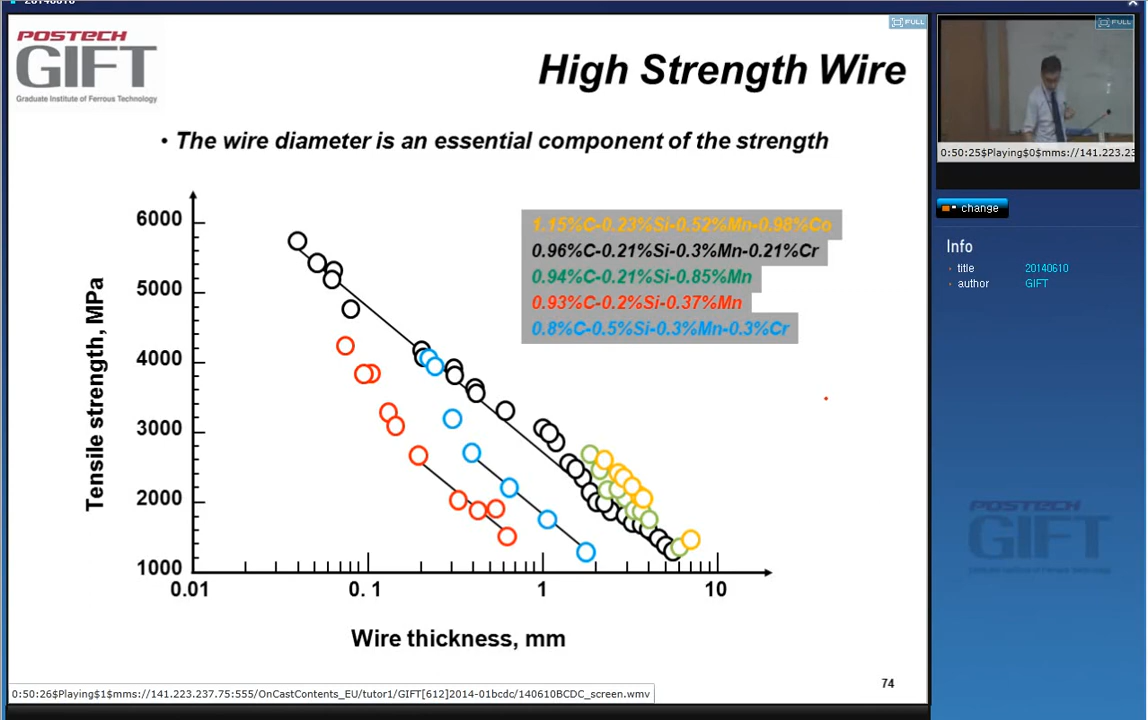 20140610
POSTECH
GIFT
Graduate Institute of Ferrous Technology
High Strength Wire
FULL
FULL
• The wire diameter is an essential component of the strength
0:50:25$Playing$0$mms://141.223.23
change
Info
title 20140610
author GIFT
1.15%C-0.23%Si-0.52%Mn-0.98%Co
0.96%C-0.21%Si-0.3%Mn-0.21%Cr
0.94%C-0.21%Si-0.85%Mn
0.93%C-0.2%Si-0.37%Mn
0.8%C-0.5%Si-0.3%Mn-0.3%Cr
Tensile strength, MPa
6000
5000
4000
3000
2000
1000
0.01 0. 1 1 10
Wire thickness, mm
POSTECH
GIFT
74
0:50:26$Playing$1$mms://141.223.237.75:555/OnCastContents_EU/tutor1/GIFT[612]2014-01bcdc/140610BCDC_screen.wmv